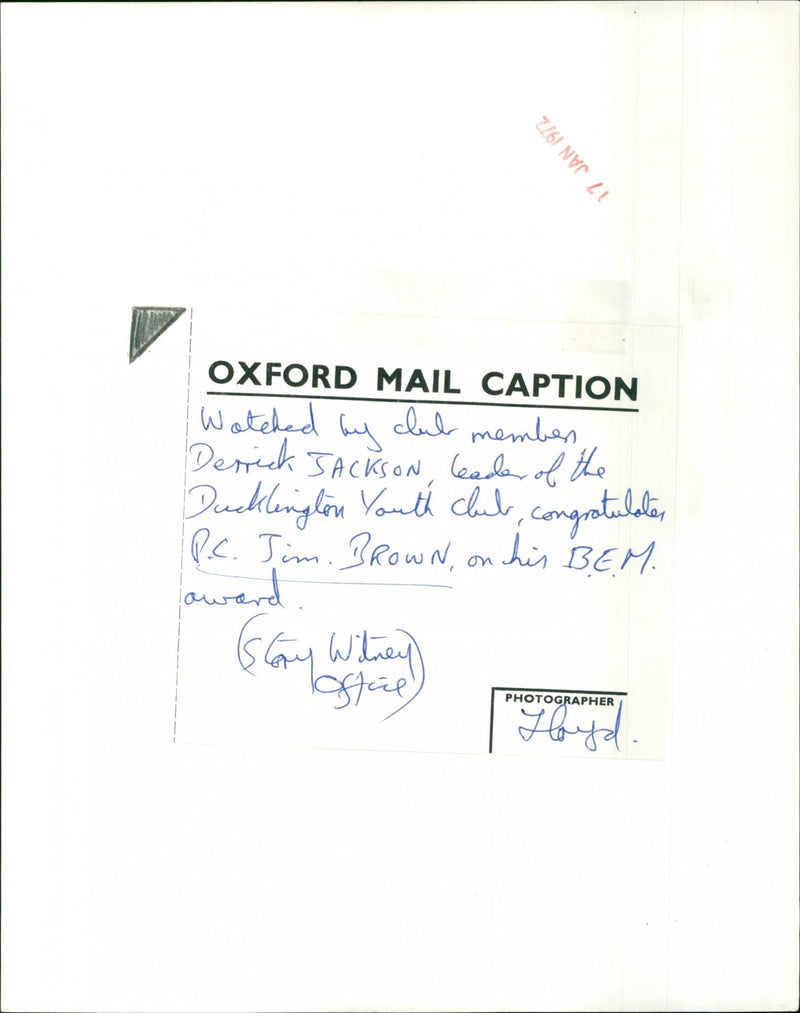 17 JAN 1972
OXFORD MAIL CAPTION
Watched by club members
Derrick JACKSON, leader of the
Ducklington Youth club, congratulates
P.C. Jim. BROWN, on his B.E.M.
award.
(Story Witney
Office)
PHOTOGRAPHER
Lloyd.